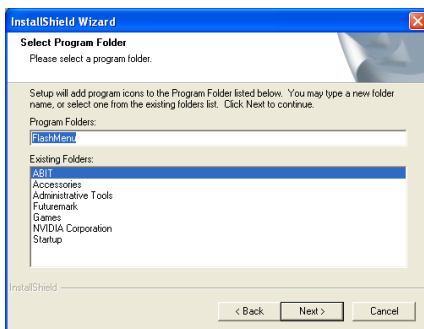 InstallShield Wizard
Select Program Folder
Please select a program folder.
Setup will add program icons to the Program Folder listed below. You may type a new folder
name, or select one from the existing folders list. Click Next to continue.
Program Folders:
FlashMenu
Existing Folders:
ABIT
Accessories
Administrative Tools
Futuremark
Games
NVIDIA Corporation
Startup
InstallShield
< Back Next > Cancel